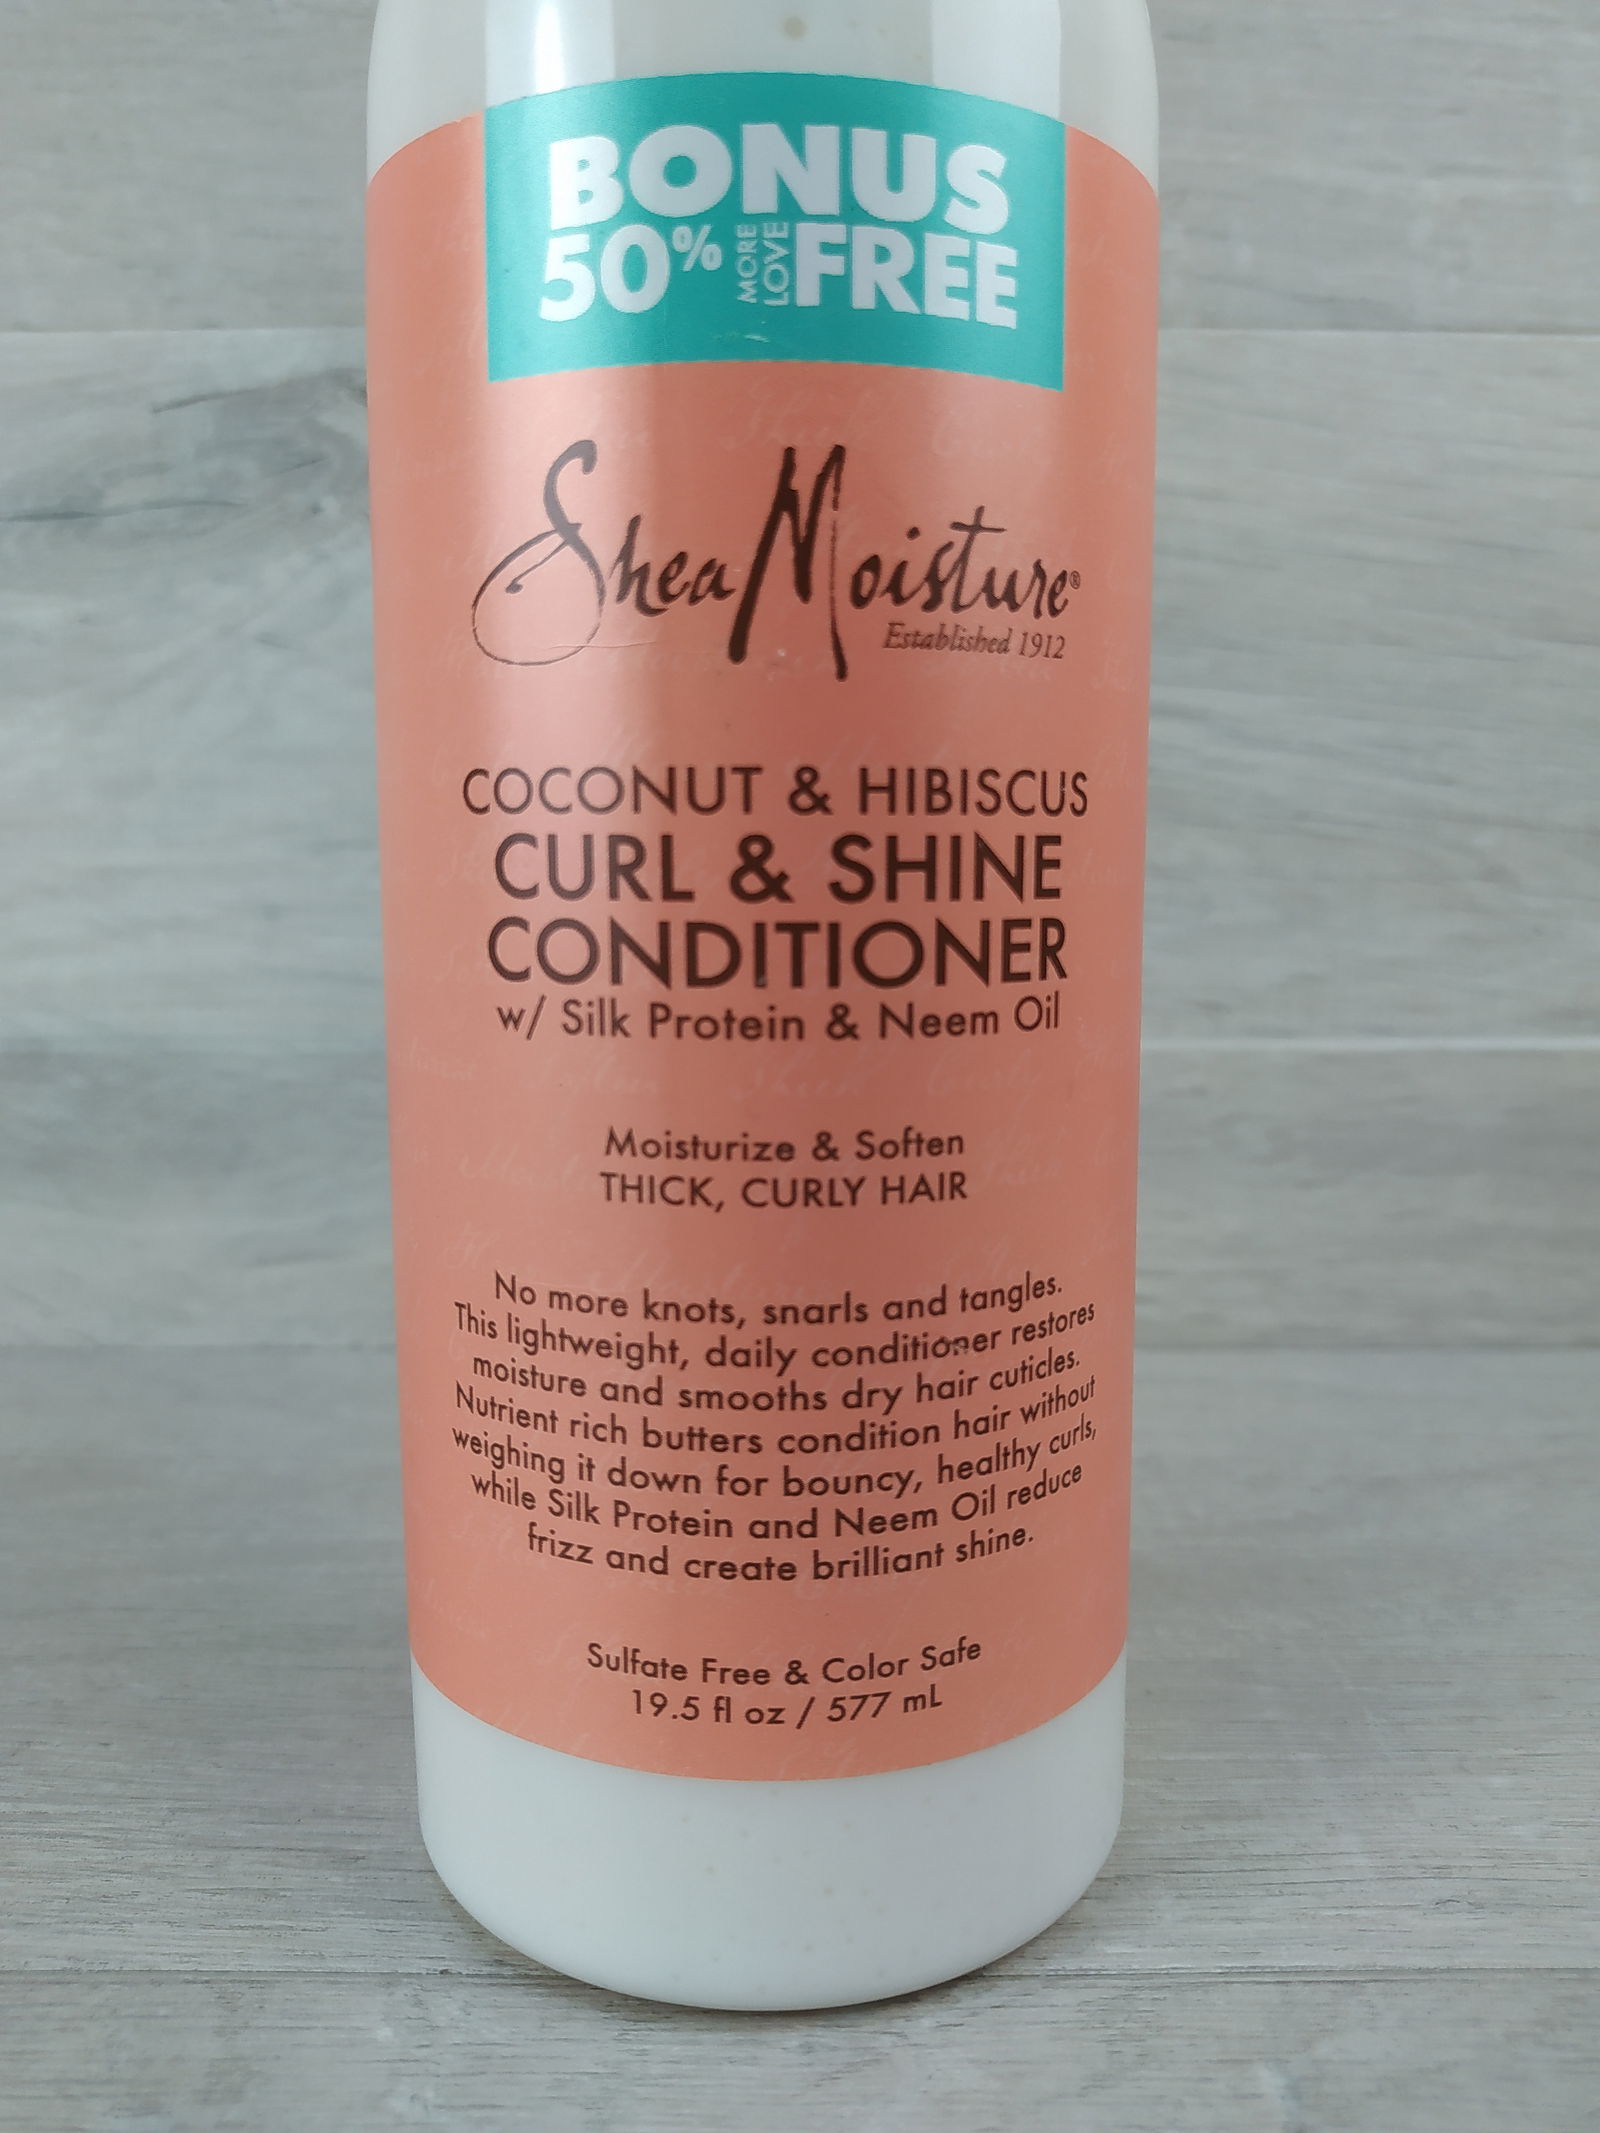 BONUS
50% MORE LOVE FREE
SheaMoisture®
Established 1912
COCONUT & HIBISCUS
CURL & SHINE
CONDITIONER
w/ Silk Protein & Neem Oil
Moisturize & Soften
THICK, CURLY HAIR
No more knots, snarls and tangles.
This lightweight, daily conditioner restores
moisture and smooths dry hair cuticles.
Nutrient rich butters condition hair without
weighing it down for bouncy, healthy curls,
while Silk Protein and Neem Oil reduce
frizz and create brilliant shine.
Sulfate Free & Color Safe
19.5 fl oz / 577 mL